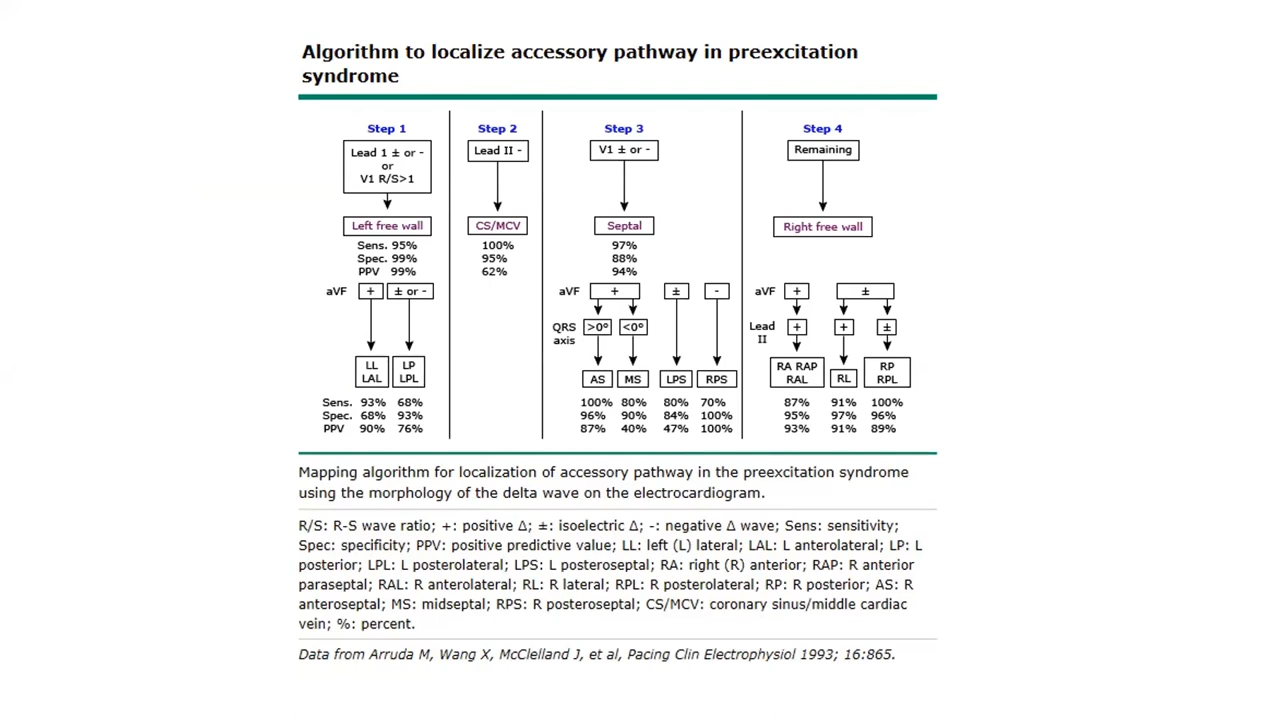 Algorithm to localize accessory pathway in preexcitation
syndrome
Step 1
Lead 1 ± or -
or
V1 R/S>1
Left free wall
Sens. 95%
Spec. 99%
PPV 99%
aVF + ± or -
LL
LAL
LP
LPL
Sens. 93% 68%
Spec. 68% 93%
PPV 90% 76%
Step 2
Lead II -
CS/MCV
100%
95%
62%
Step 3
V1 ± or -
Septal
97%
88%
94%
aVF + ± -
QRS
axis
>0° <0°
AS MS LPS RPS
100% 80% 80% 70%
96% 90% 84% 100%
87% 40% 47% 100%
Step 4
Remaining
Right free wall
aVF + ±
Lead
II
+ + ±
RA RAP
RAL
RL
RP
RPL
87% 91% 100%
95% 97% 96%
93% 91% 89%
Mapping algorithm for localization of accessory pathway in the preexcitation syndrome
using the morphology of the delta wave on the electrocardiogram.
R/S: R-S wave ratio; +: positive Δ; ±: isoelectric Δ; -: negative Δ wave; Sens: sensitivity;
Spec: specificity; PPV: positive predictive value; LL: left (L) lateral; LAL: L anterolateral; LP: L
posterior; LPL: L posterolateral; LPS: L posteroseptal; RA: right (R) anterior; RAP: R anterior
paraseptal; RAL: R anterolateral; RL: R lateral; RPL: R posterolateral; RP: R posterior; AS: R
anteroseptal; MS: midseptal; RPS: R posteroseptal; CS/MCV: coronary sinus/middle cardiac
vein; %: percent.
Data from Arruda M, Wang X, McClelland J, et al, Pacing Clin Electrophysiol 1993; 16:865.